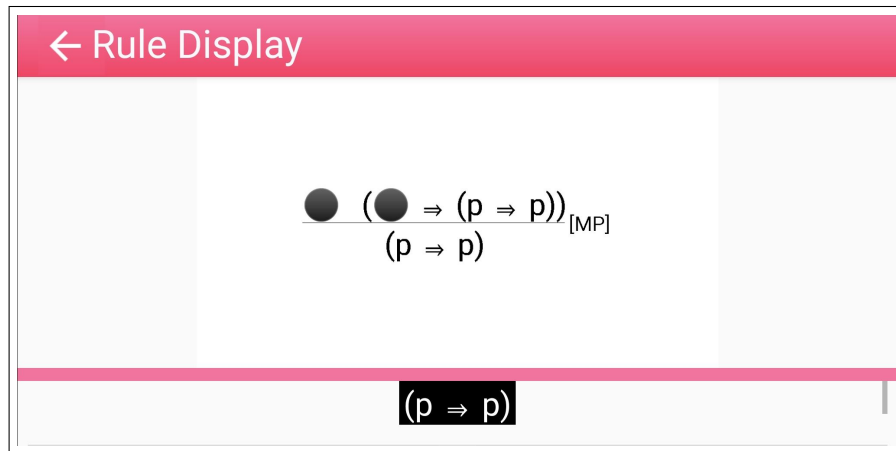 ← Rule Display
⚫ (⚫ ⇒ (p ⇒ p)) [MP]
(p ⇒ p)
(p ⇒ p)